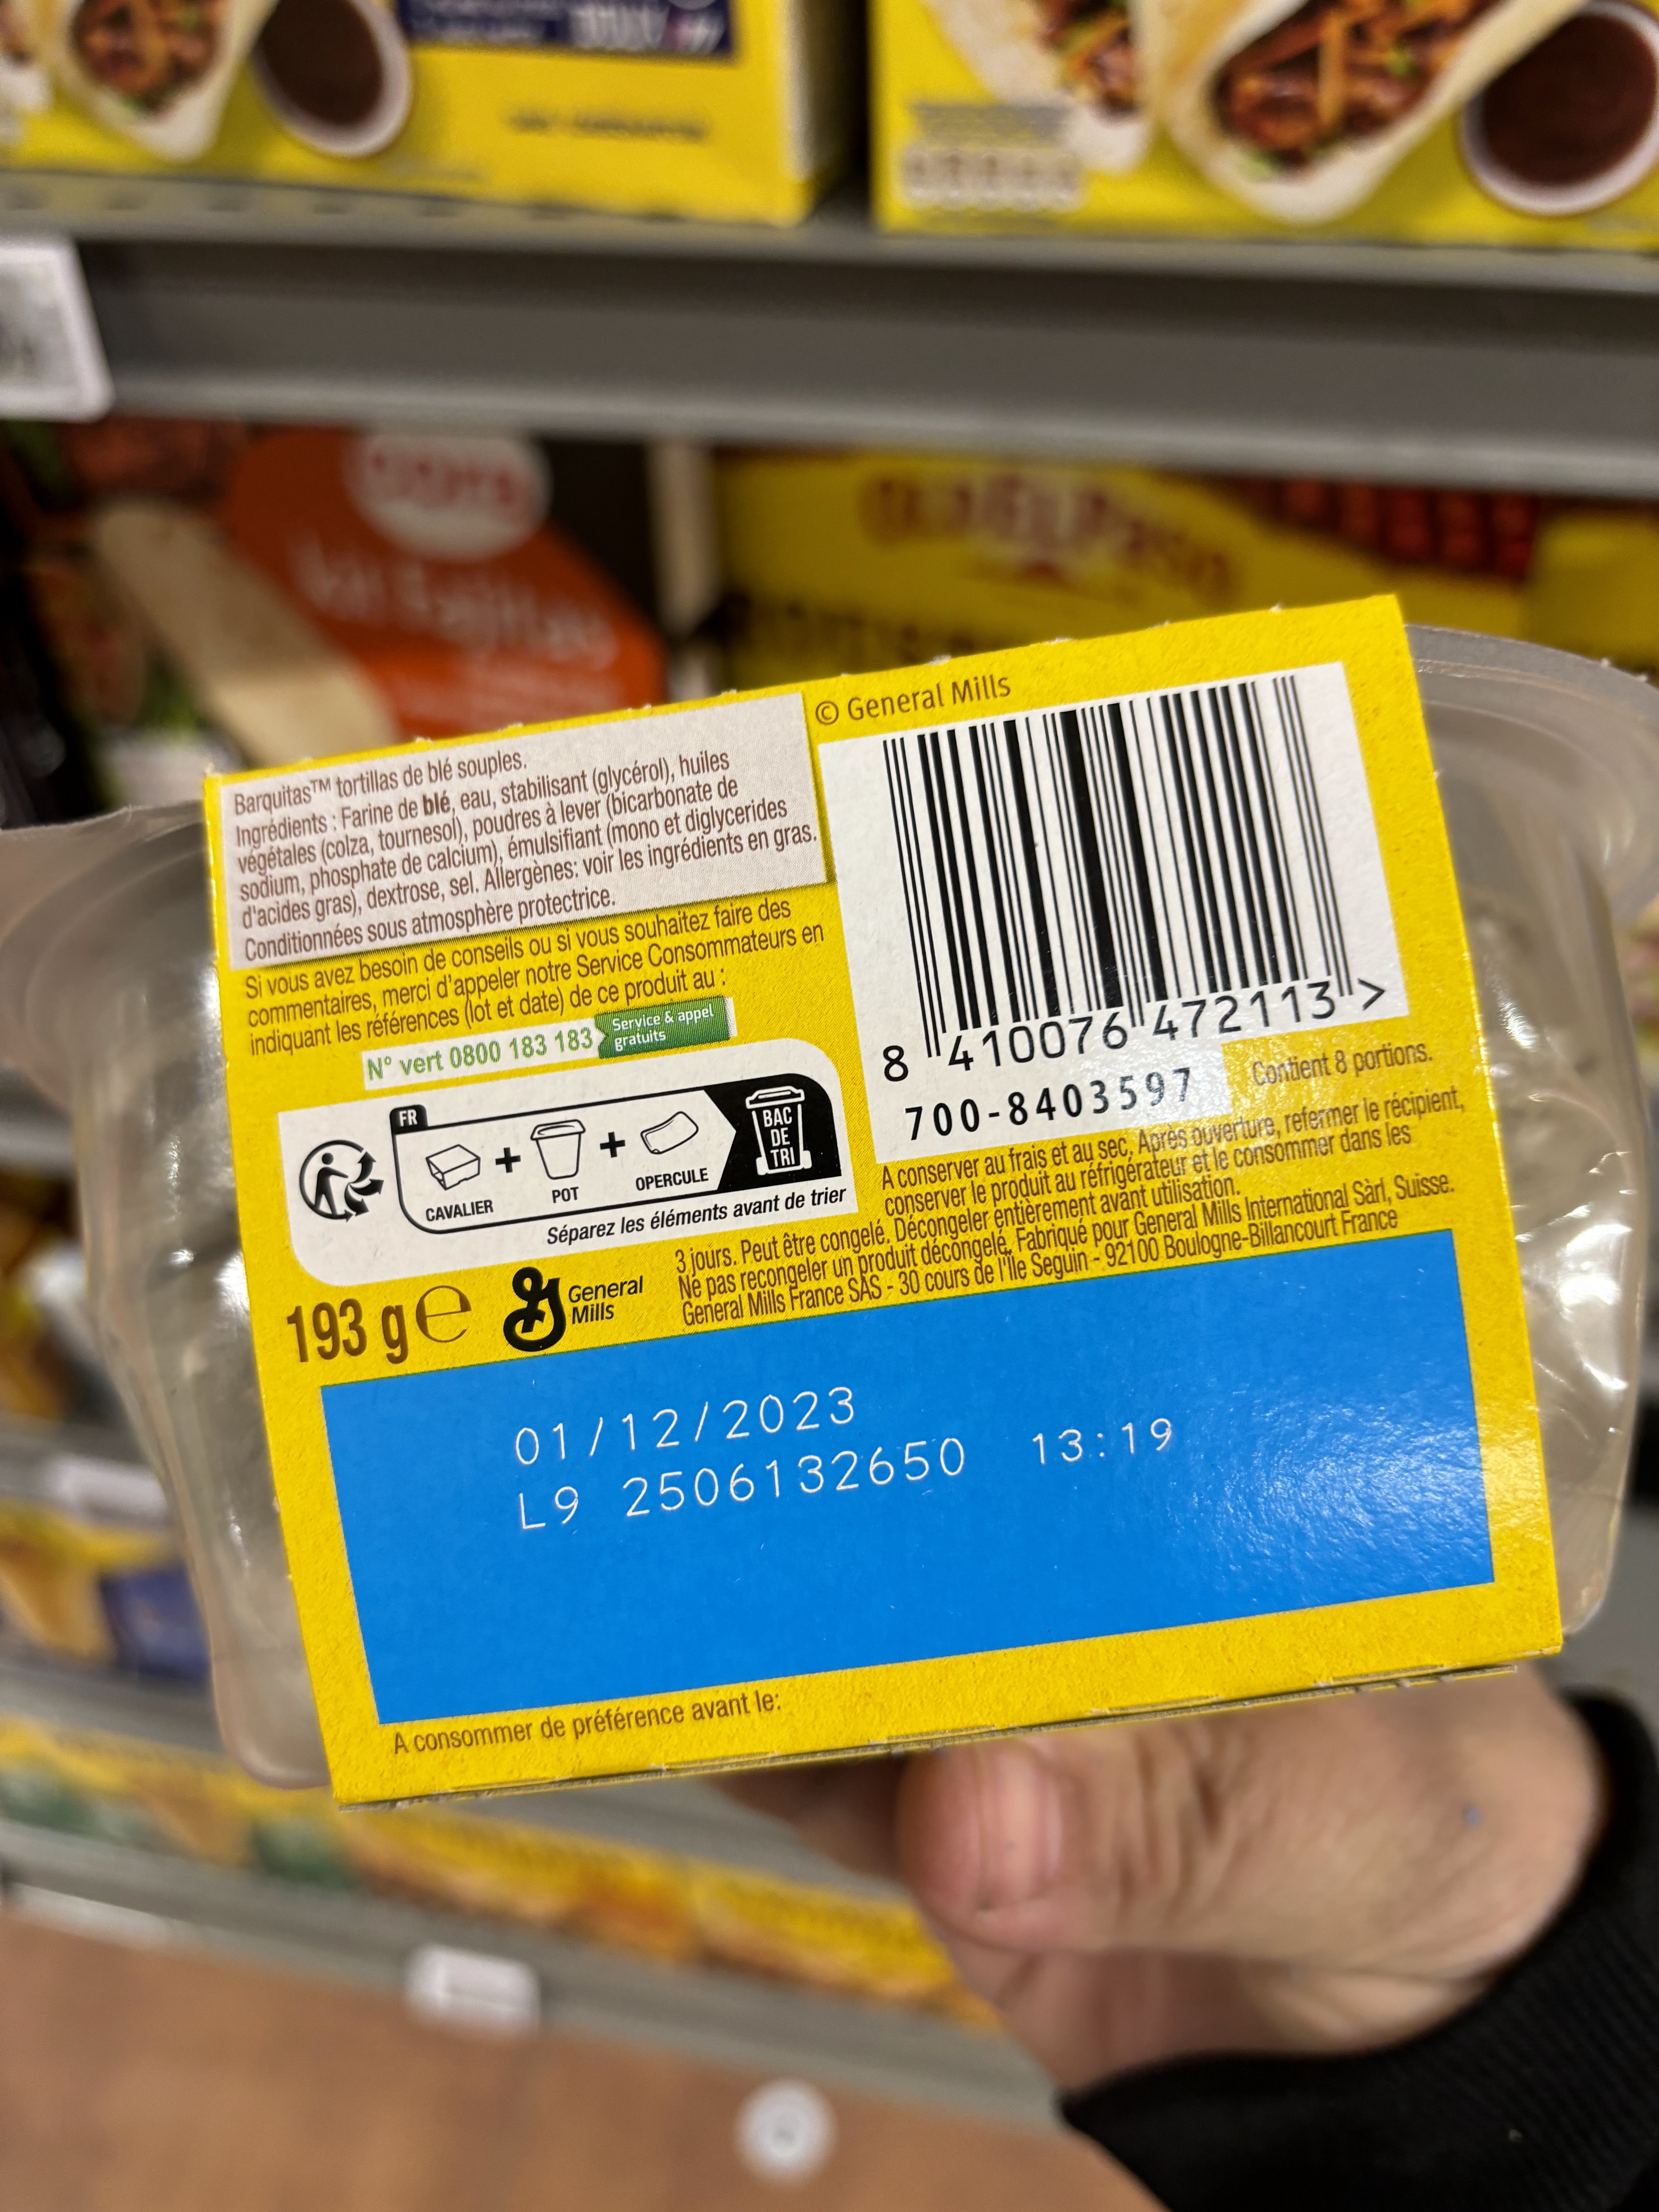 OLD EL Paso
Kit Fajitas
© General Mills
Barquitas™ tortillas de blé souples.
Ingrédients : Farine de blé, eau, stabilisant (glycérol), huiles
végétales (colza, tournesol), poudres à lever (bicarbonate de
sodium, phosphate de calcium), émulsifiant (mono et diglycerides
d'acides gras), dextrose, sel. Allergènes: voir les ingrédients en gras.
Conditionnées sous atmosphère protectrice.
Si vous avez besoin de conseils ou si vous souhaitez faire des
commentaires, merci d'appeler notre Service Consommateurs en
indiquant les références (lot et date) de ce produit au :
N° vert 0800 183 183 Service & appel
gratuits
8 410076 472113 >
700-8403597
Contient 8 portions.
FR
CAVALIER + POT + OPERCULE
BAC
DE
TRI
Séparez les éléments avant de trier
A conserver au frais et au sec. Après ouverture, refermer le récipient,
conserver le produit au réfrigérateur et le consommer dans les
3 jours. Peut être congelé. Décongeler entièrement avant utilisation.
Ne pas recongeler un produit décongelé. Fabriqué pour General Mills International Sàrl, Suisse.
General Mills France SAS - 30 cours de l'Ile Seguin - 92100 Boulogne-Billancourt France
193 g e
General
Mills
01/12/2023
L9 2506132650 13:19
A consommer de préférence avant le: